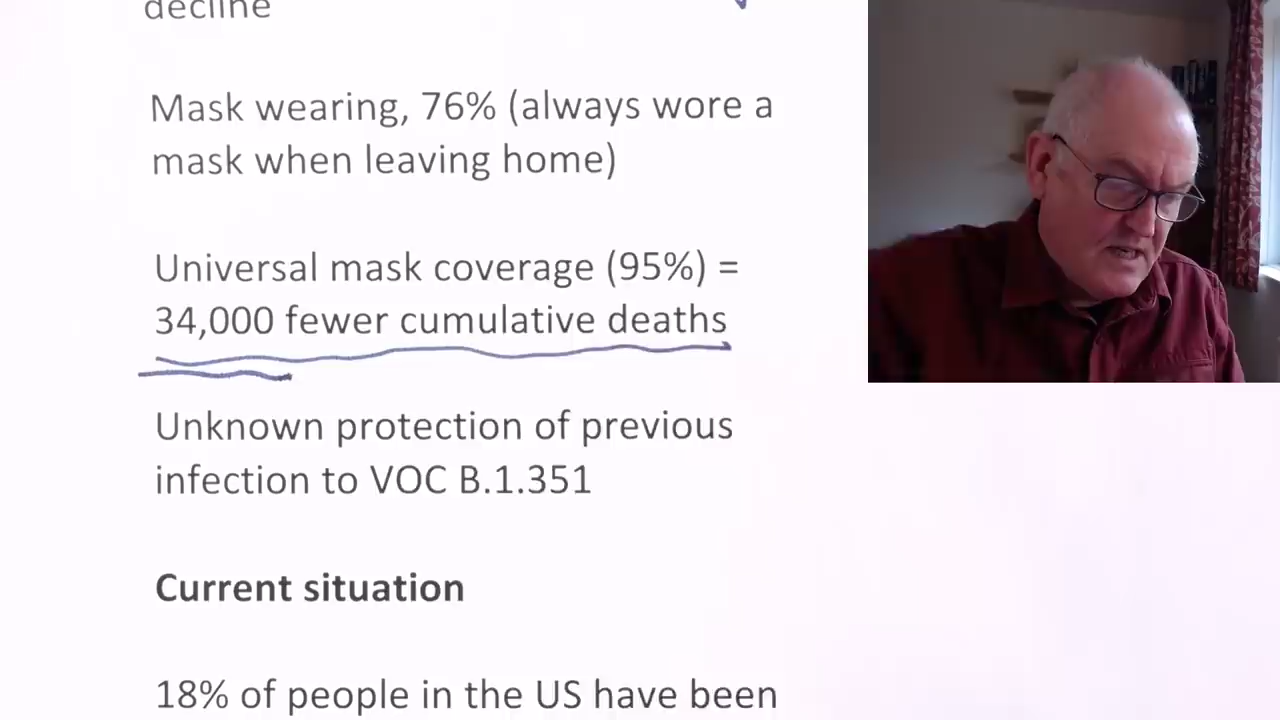 decline
Mask wearing, 76% (always wore a
mask when leaving home)
Universal mask coverage (95%) =
34,000 fewer cumulative deaths
Unknown protection of previous
infection to VOC B.1.351
Current situation
18% of people in the US have been